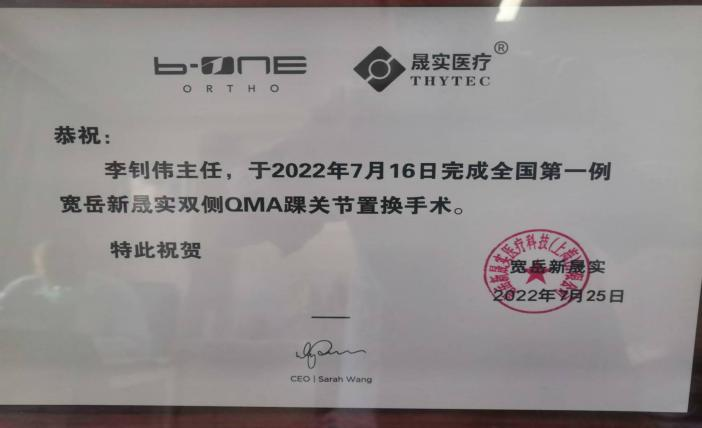 b-ONE
ORTHO
晟实医疗®
THYTEC
恭祝：
李钊伟主任，于2022年7月16日完成全国第一例
宽岳新晟实双侧QMA踝关节置换手术。
特此祝贺
宽岳新晟实
2022年7月25日
CEO | Sarah Wang